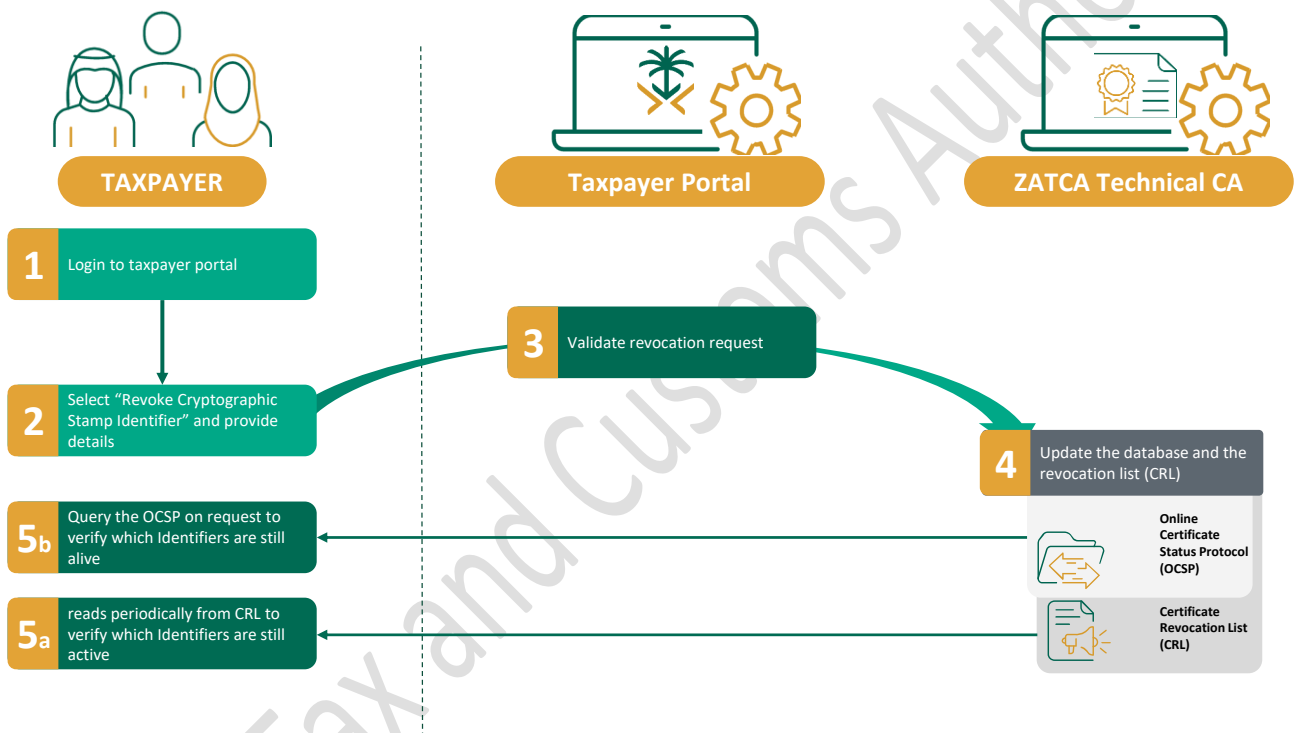 TAXPAYER
Taxpayer Portal
ZATCA Technical CA
1
Login to taxpayer portal
2
Select “Revoke Cryptographic
Stamp Identifier” and provide
details
3
Validate revocation request
4
Update the database and the
revocation list (CRL)
5b
Query the OCSP on request to
verify which Identifiers are still
alive
Online
Certificate
Status Protocol
(OCSP)
5a
reads periodically from CRL to
verify which Identifiers are still
active
Certificate
Revocation List
(CRL)
Tax and Customs Autho